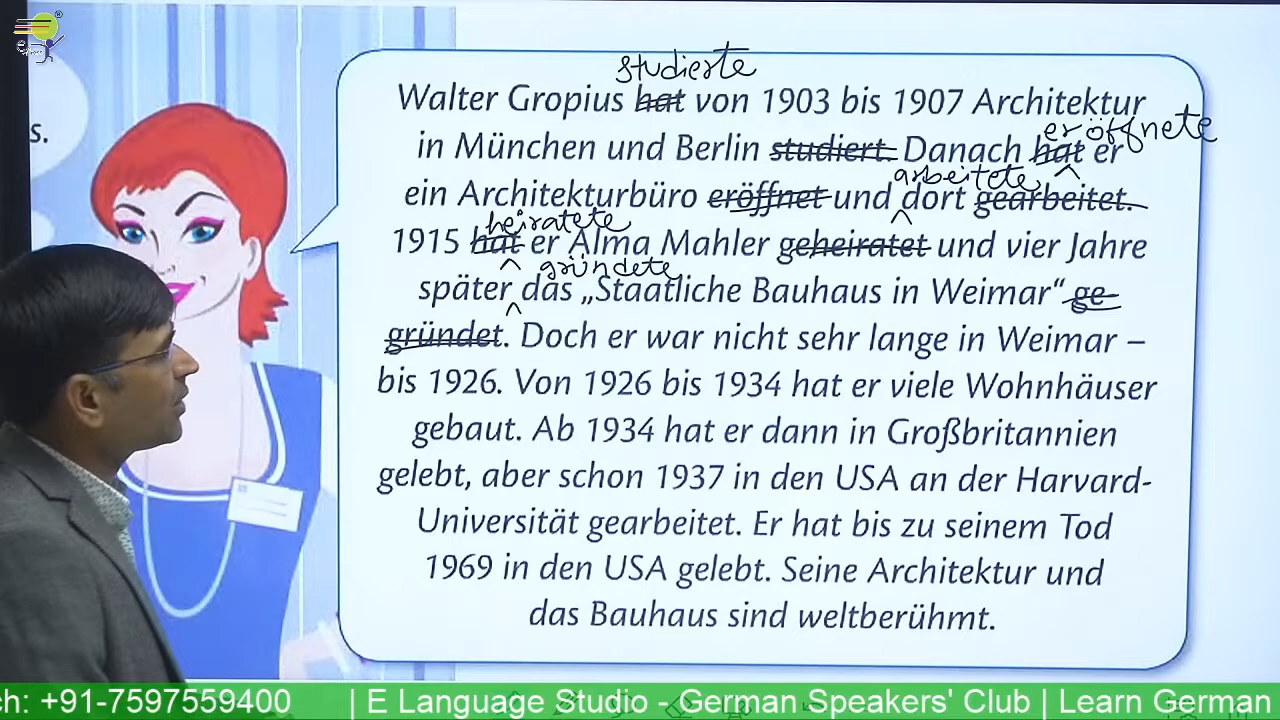 s.
studierte
Walter Gropius hat von 1903 bis 1907 Architektur
eröffnete
in München und Berlin studiert. Danach hat er
arbeitete
ein Architekturbüro eröffnet und dort gearbeitet.
heiratete
1915 hat er Alma Mahler geheiratet und vier Jahre
gründete
später das „Staatliche Bauhaus in Weimar“ ge-
gründet. Doch er war nicht sehr lange in Weimar –
bis 1926. Von 1926 bis 1934 hat er viele Wohnhäuser
gebaut. Ab 1934 hat er dann in Großbritannien
gelebt, aber schon 1937 in den USA an der Harvard-
Universität gearbeitet. Er hat bis zu seinem Tod
1969 in den USA gelebt. Seine Architektur und
das Bauhaus sind weltberühmt.
ch: +91-7597559400 | E Language Studio - German Speakers' Club | Learn German